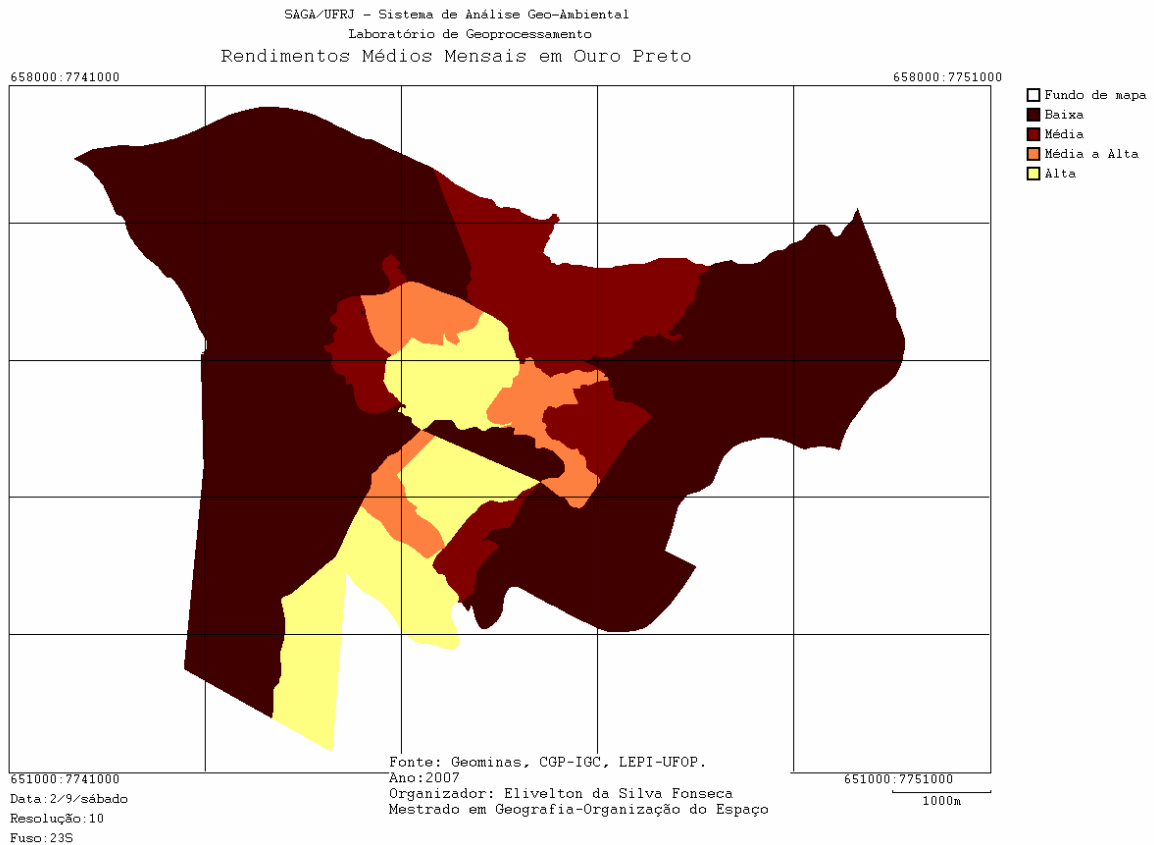 SAGA/UFRJ - Sistema de Análise Geo-Ambiental
Laboratório de Geoprocessamento
Rendimentos Médios Mensais em Ouro Preto
658000:7741000
658000:7751000
Fundo de mapa
Baixa
Média
Média a Alta
Alta
651000:7741000
651000:7751000
Fonte: Geominas, CGP-IGC, LEPI-UFOP.
Ano:2007
Organizador: Elivelton da Silva Fonseca
Mestrado em Geografia-Organização do Espaço
1000m
Data:2/9/sábado
Resolução:10
Fuso:23S